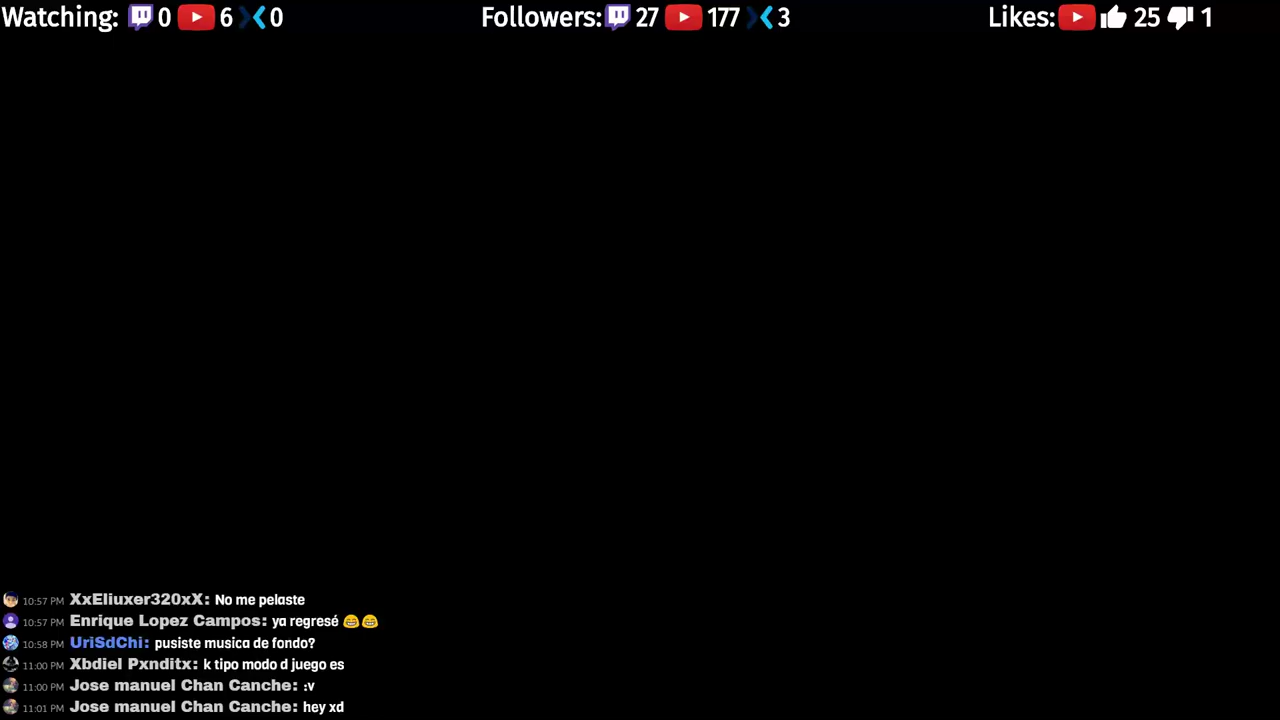 Watching: 0 6 0 Followers: 27 177 3 Likes: 25 1
10:57 PM XxEliuxer320xX: No me pelaste
10:57 PM Enrique Lopez Campos: ya regresé 😂😂
10:58 PM UriSdChi: pusiste musica de fondo?
11:00 PM Xbdiel Pxnditx: k tipo modo d juego es
11:00 PM Jose manuel Chan Canche: :v
11:01 PM Jose manuel Chan Canche: hey xd